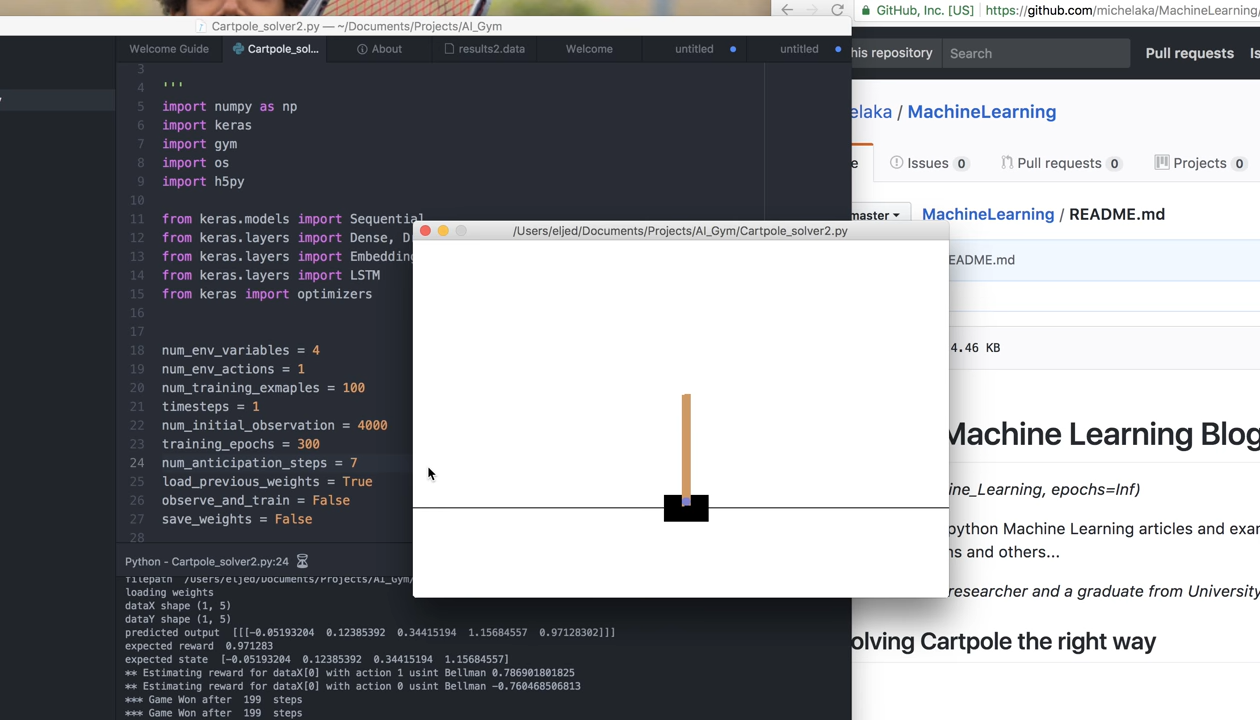 Cartpole_solver2.py — ~/Documents/Projects/AI_Gym
Welcome Guide
Cartpole_sol...
About
results2.data
Welcome
untitled
untitled
3
4 '''
5 import numpy as np
6 import keras
7 import gym
8 import os
9 import h5py
10
11 from keras.models import Sequential
12 from keras.layers import Dense, D
13 from keras.layers import Embedding
14 from keras.layers import LSTM
15 from keras import optimizers
16
17
18 num_env_variables = 4
19 num_env_actions = 1
20 num_training_exmaples = 100
21 timesteps = 1
22 num_initial_observation = 4000
23 training_epochs = 300
24 num_anticipation_steps = 7
25 load_previous_weights = True
26 observe_and_train = False
27 save_weights = False
28
Python - Cartpole_solver2.py:24
filepath /Users/eljed/Documents/Projects/AI_Gym/
loading weights
dataX shape (1, 5)
dataY shape (1, 5)
predicted output [[[-0.05193204 0.12385392 0.34415194 1.15684557 0.97128302]]]
expected reward 0.971283
expected state [-0.05193204 0.12385392 0.34415194 1.15684557]
** Estimating reward for dataX[0] with action 1 usint Bellman 0.786901801825
** Estimating reward for dataX[0] with action 0 usint Bellman -0.760468506813
*** Game Won after 199 steps
*** Game Won after 199 steps
/Users/eljed/Documents/Projects/AI_Gym/Cartpole_solver2.py
GitHub, Inc. [US] https://github.com/michelaka/MachineLearning/
his repository
Search
Pull requests
Is
elaka / MachineLearning
e
Issues 0
Pull requests 0
Projects 0
master
MachineLearning / README.md
EADME.md
4.46 KB
Machine Learning Blog
ine_Learning, epochs=Inf)
python Machine Learning articles and exa
ns and others...
researcher and a graduate from University
olving Cartpole the right way